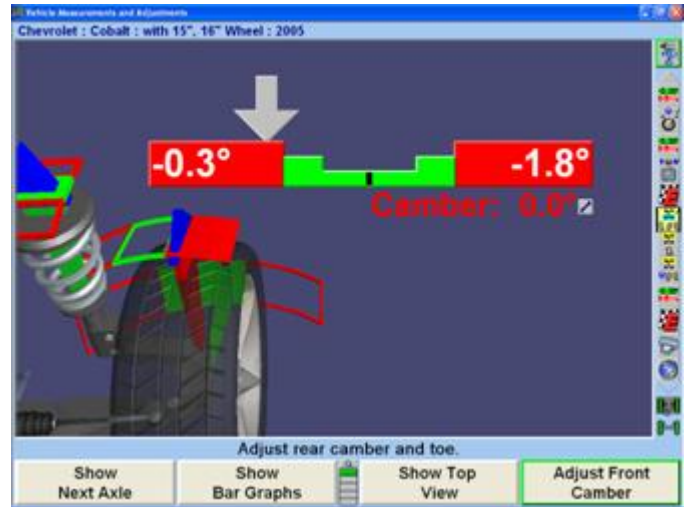 Vehicle Measurements and Adjustments
Chevrolet : Cobalt : with 15", 16" Wheel : 2005
-0.3°
-1.8°
Camber: 0.0°
Adjust rear camber and toe.
Show
Next Axle
Show
Bar Graphs
Show Top
View
Adjust Front
Camber